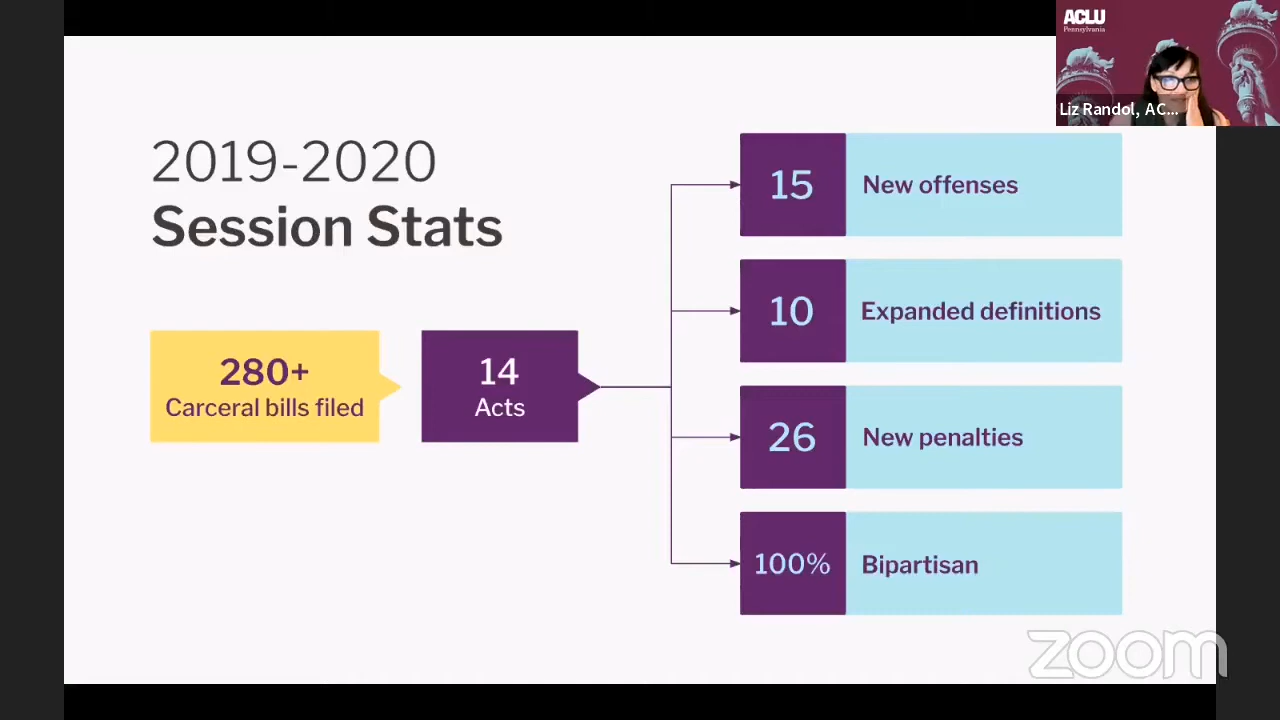 ACLU
Pennsylvania
Liz Randol, AC...
2019-2020
Session Stats
280+
Carceral bills filed
14
Acts
15
New offenses
10
Expanded definitions
26
New penalties
100%
Bipartisan
zoom